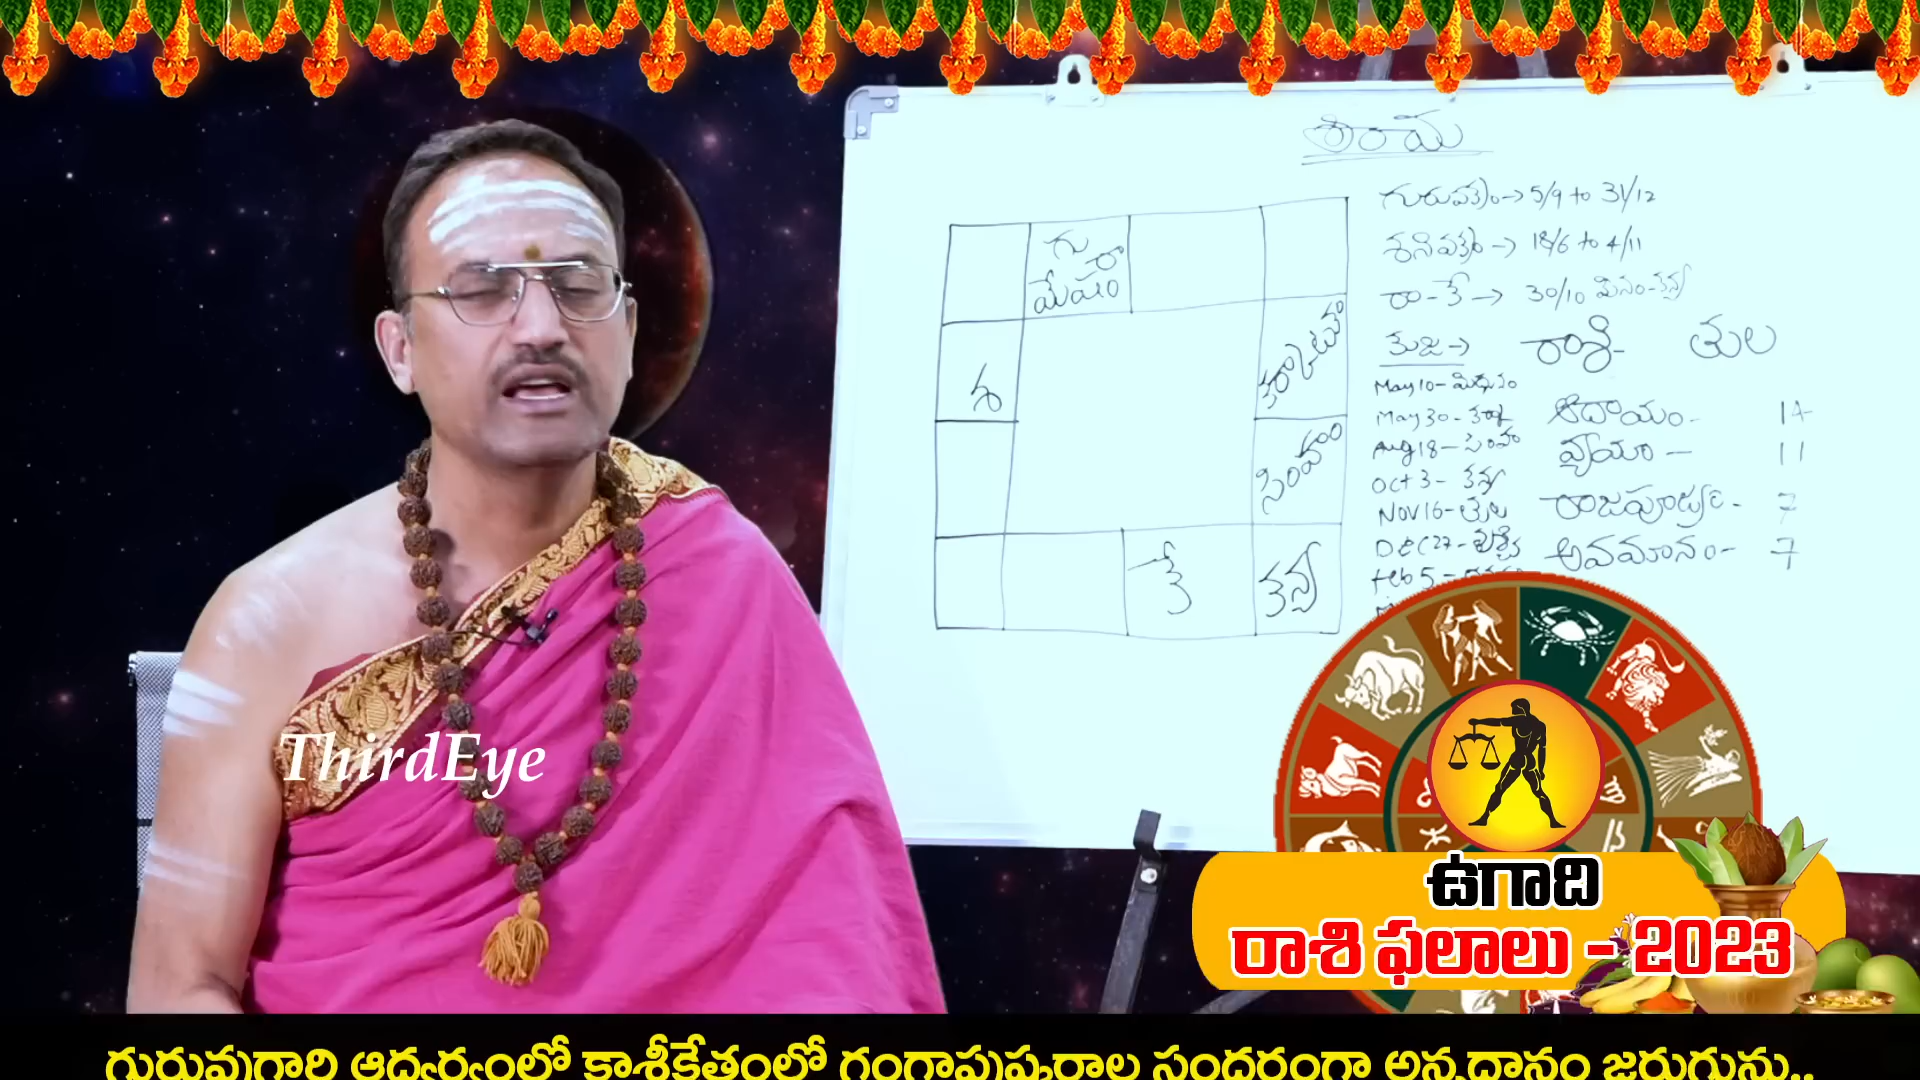 శ్రీరామ
గురువక్రం→ 5/9 to 31/12
శనివక్రం → 18/6 to 4/11
రా-కే → 30/10 మీనం-కన్య
కుజ→
రాశి- తుల
May 10- మిథునం
May 30- కర్కా
Aug 18- సింహం
Oct 3- కన్య
Nov 16- తుల
DEC 27- వృశ్చిక
Feb 5-
ఆదాయం- 14
వ్యయం- 11
రాజపూజ్యం- 7
అవమానం- 7
గు
రా
మేషం
కర్కాటకం
శ
సింహం
కే
కన్య
ThirdEye
ఉగాది
రాశి ఫలాలు - 2023
గురువుగారి ఆధ్వర్యంలో కాశీక్షేత్రంలో గంగాపుష్కరాల సందర్భంగా అన్నదానం జరుగును..